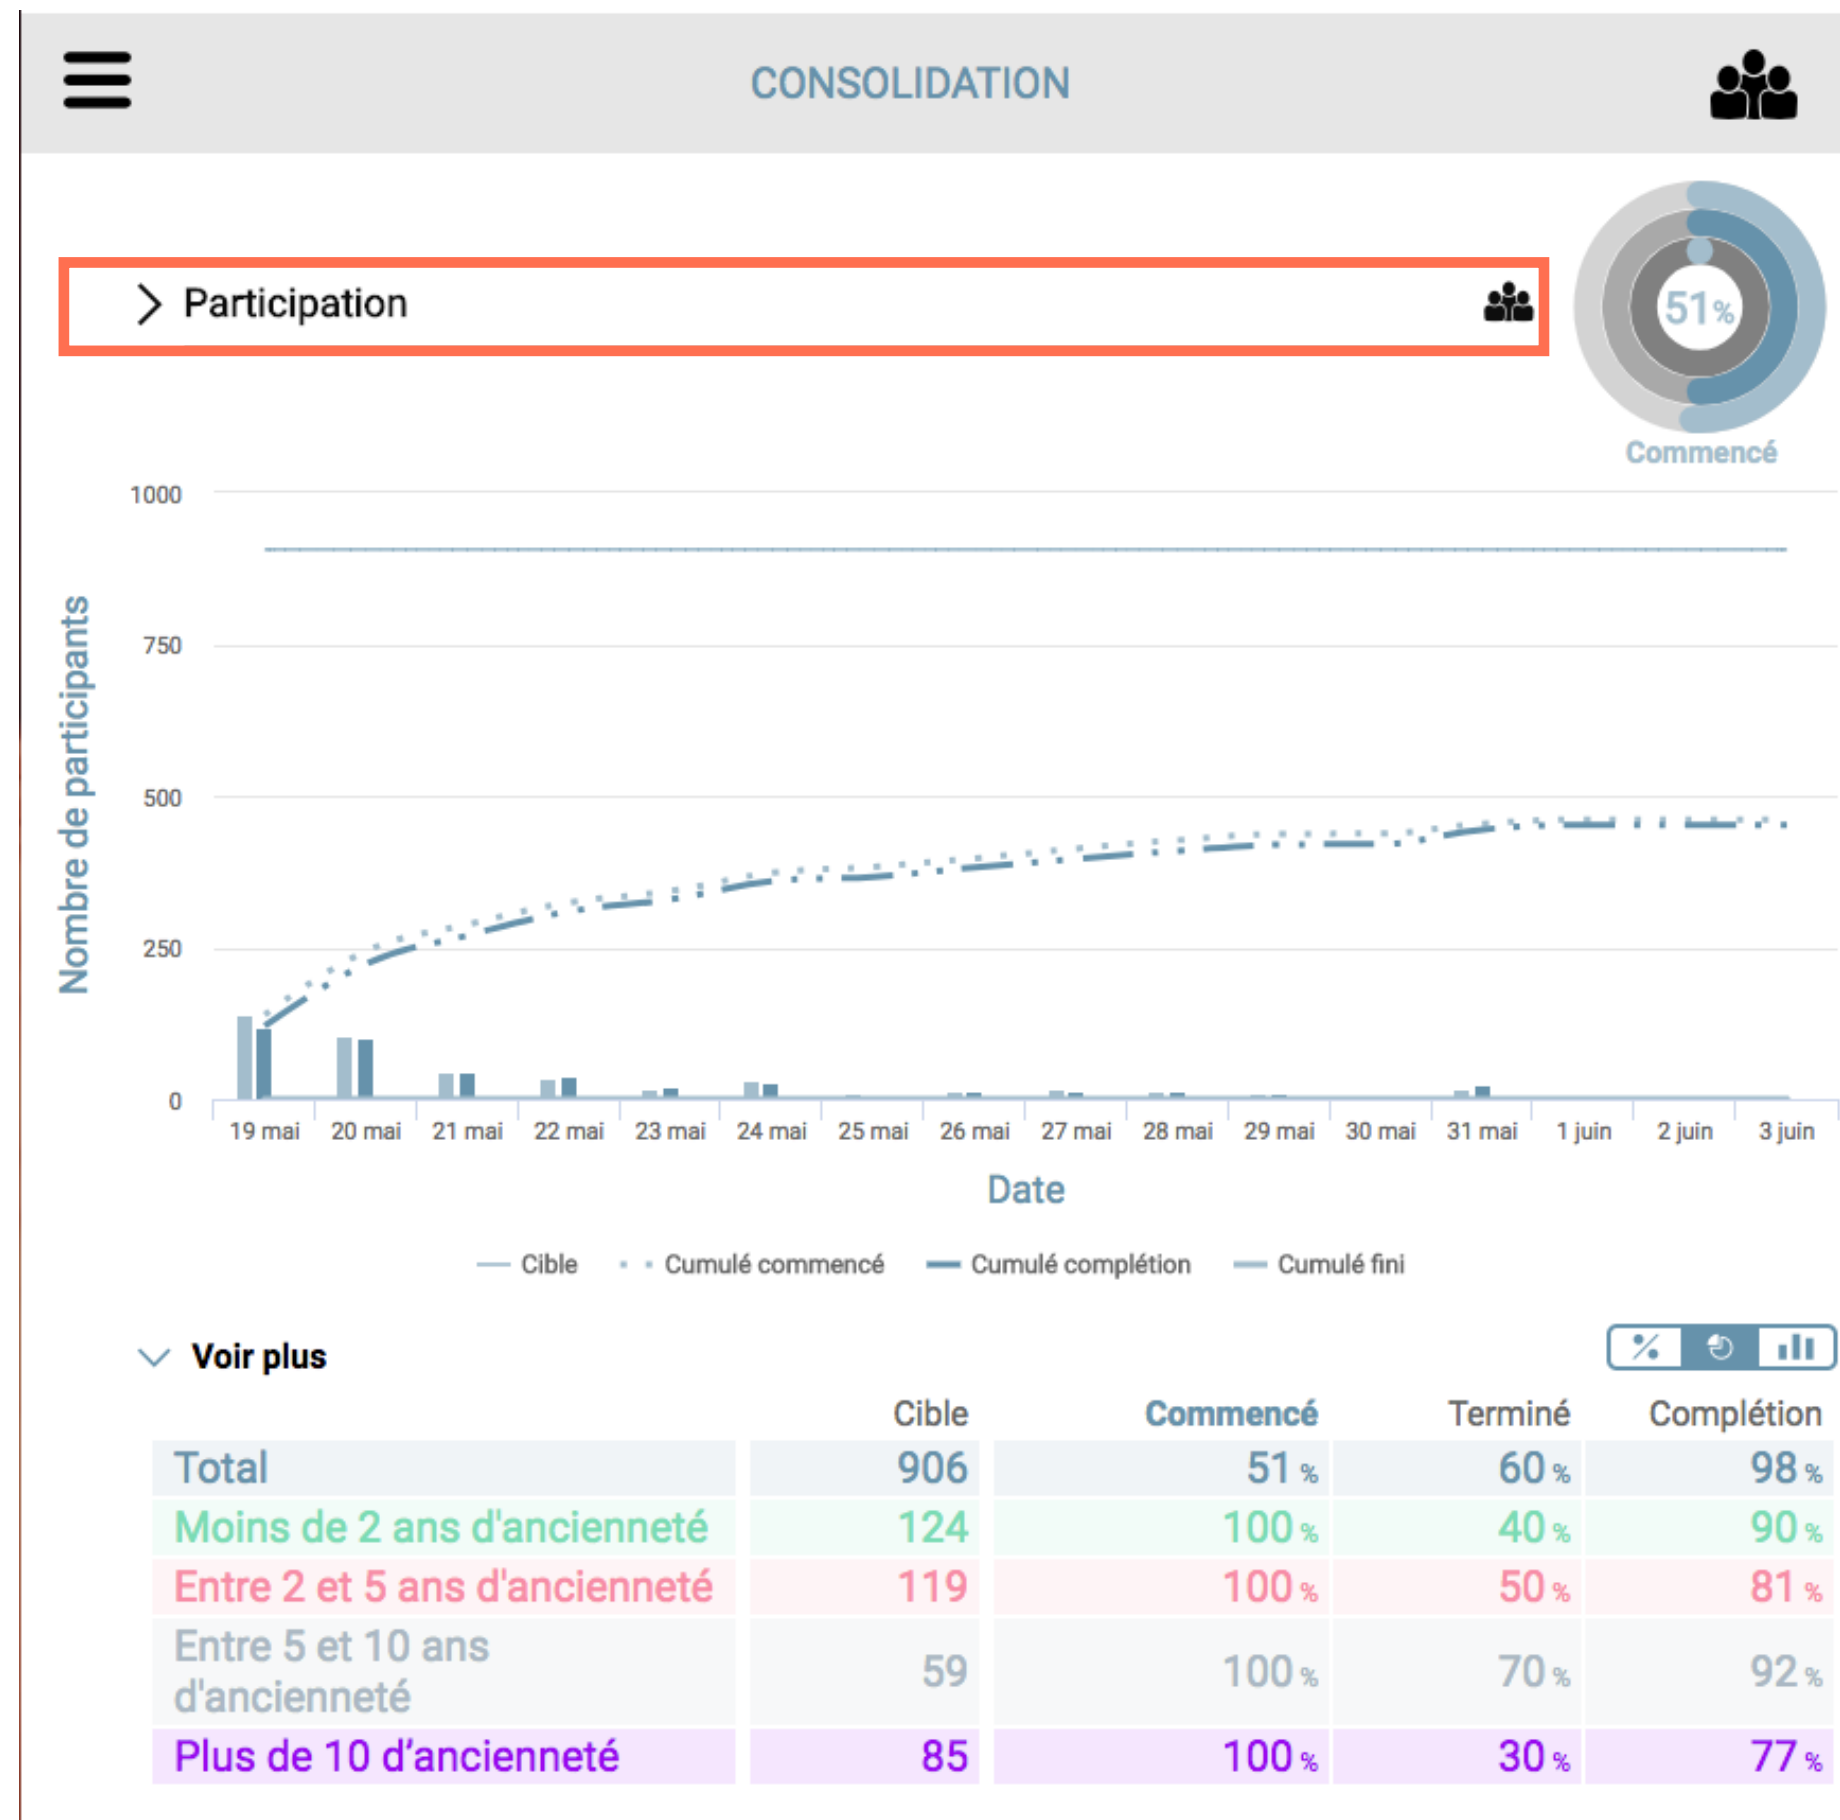 CONSOLIDATION
Participation
51%
Commencé
1000
750
500
250
0
Nombre de participants
19 mai 20 mai 21 mai 22 mai 23 mai 24 mai 25 mai 26 mai 27 mai 28 mai 29 mai 30 mai 31 mai 1 juin 2 juin 3 juin
Date
Cible Cumulé commencé Cumulé complétion Cumulé fini
Voir plus %
Cible Commencé Terminé Complétion
Total 906 51 % 60 % 98 %
Moins de 2 ans d'ancienneté 124 100 % 40 % 90 %
Entre 2 et 5 ans d'ancienneté 119 100 % 50 % 81 %
Entre 5 et 10 ans
d'ancienneté 59 100 % 70 % 92 %
Plus de 10 d’ancienneté 85 100 % 30 % 77 %